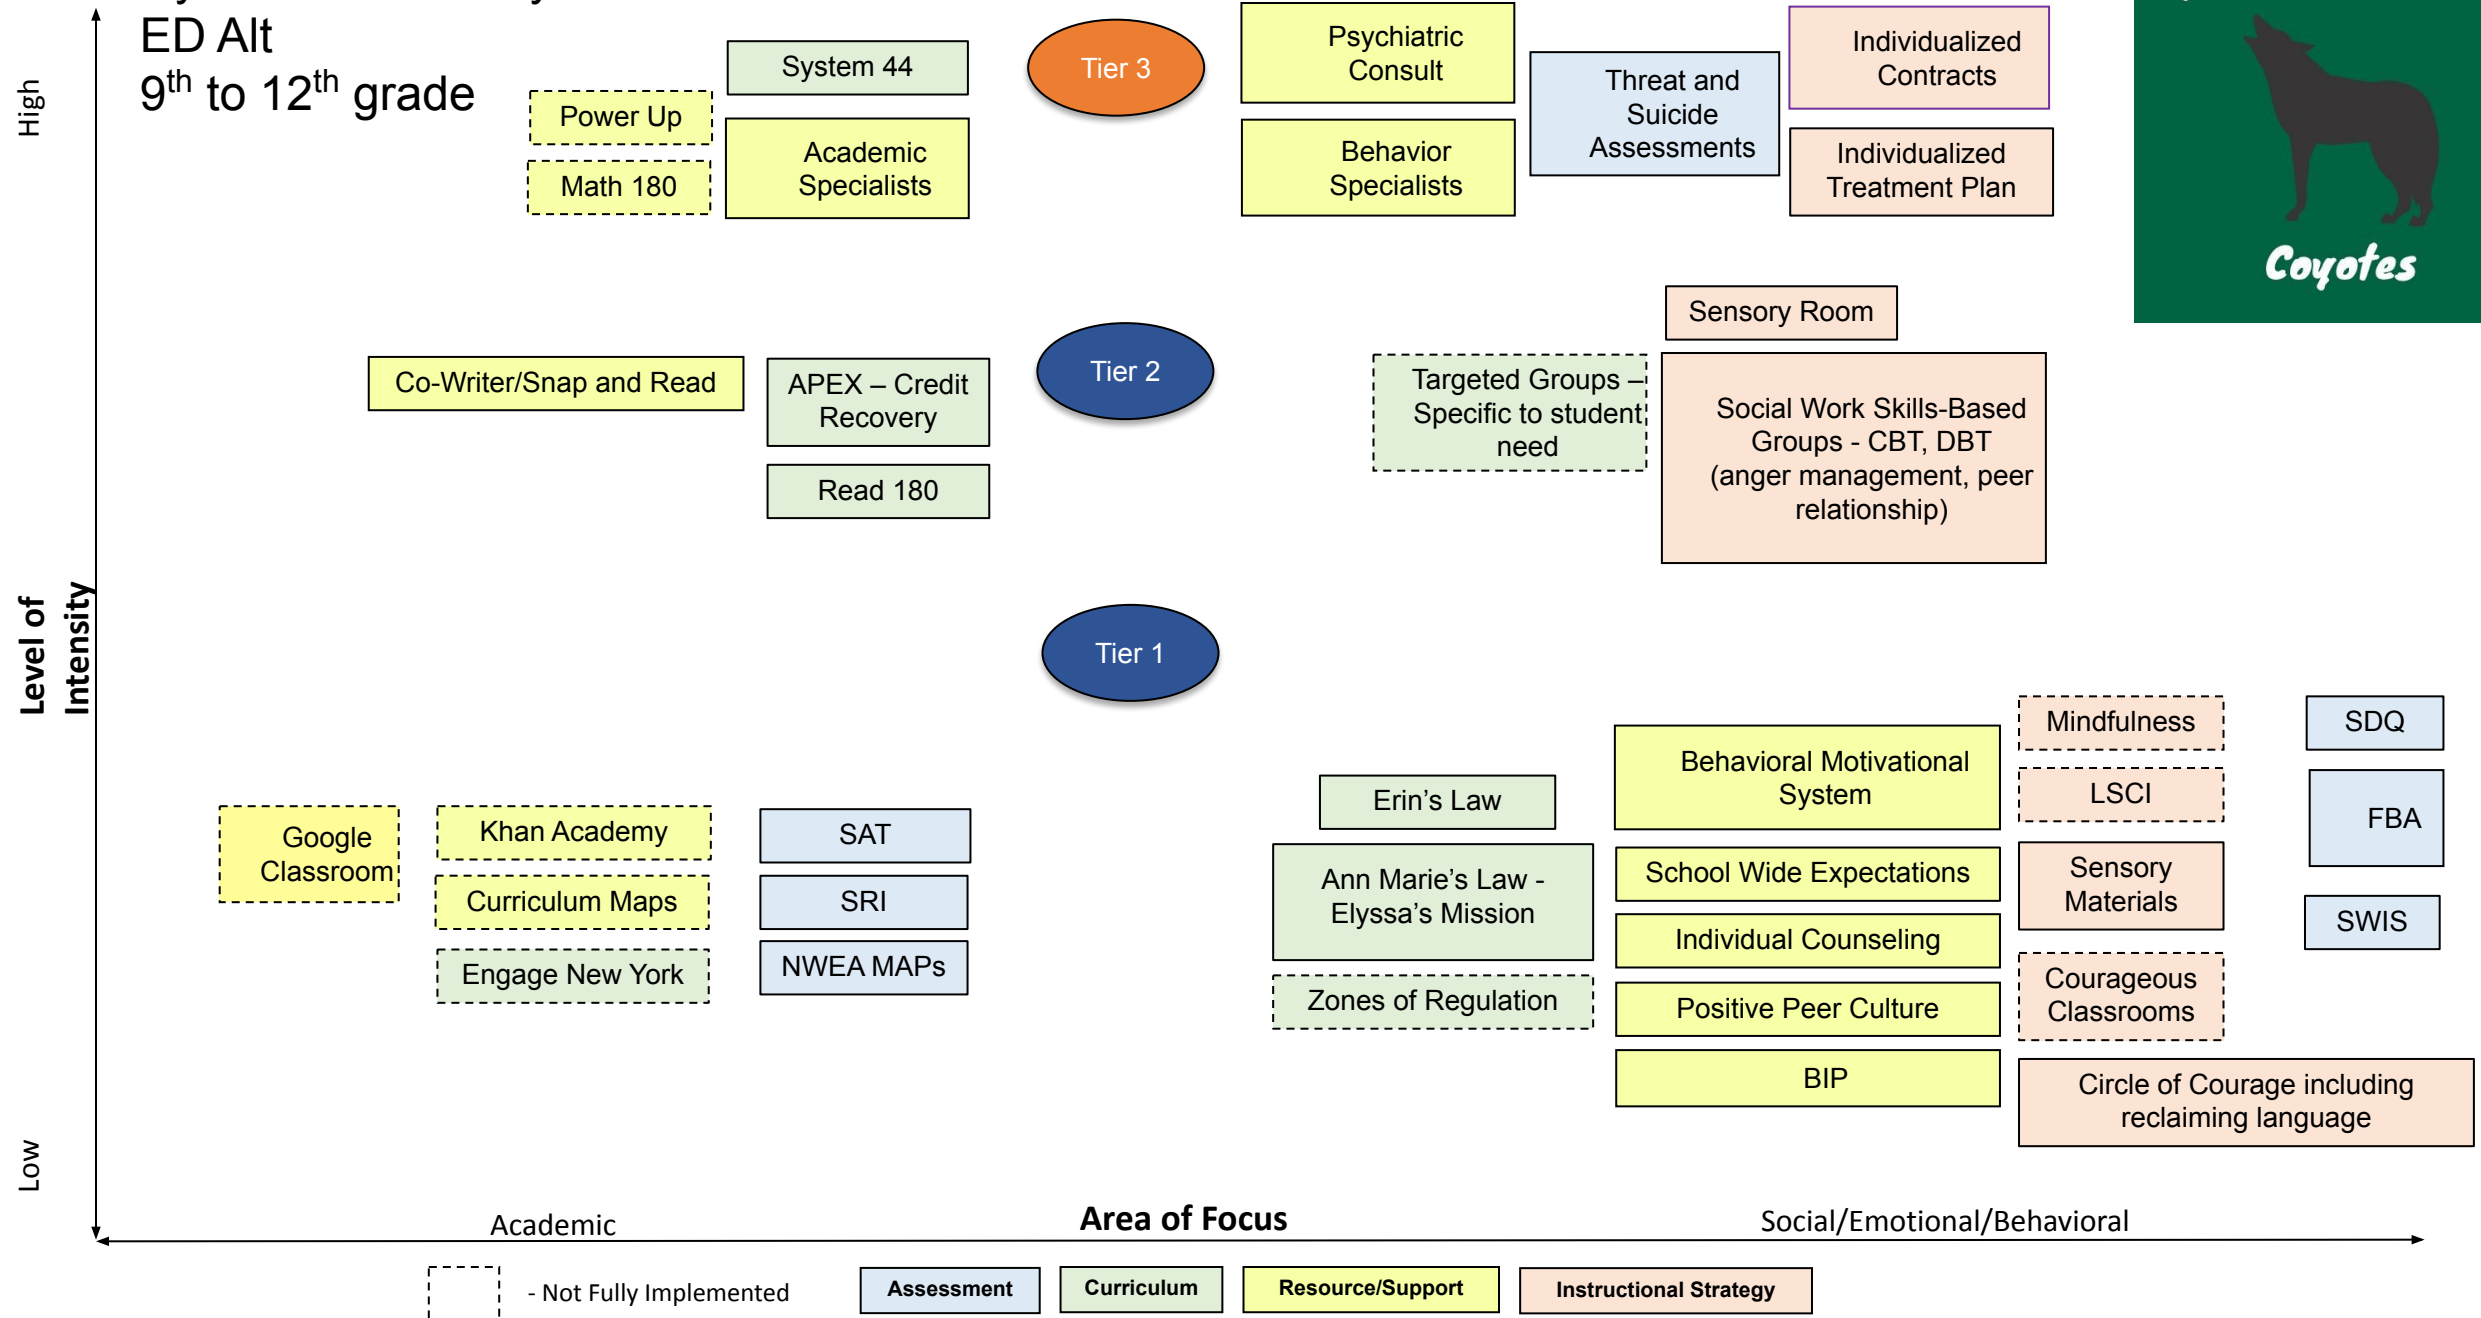 ED Alt
9th to 12th grade
High
System 44
Power Up
Math 180
Academic
Specialists
Tier 3
Psychiatric
Consult
Behavior
Specialists
Threat and
Suicide
Assessments
Individualized
Contracts
Individualized
Treatment Plan
Coyotes
Co-Writer/Snap and Read
APEX – Credit
Recovery
Read 180
Tier 2
Sensory Room
Targeted Groups –
Specific to student
need
Social Work Skills-Based
Groups - CBT, DBT
(anger management, peer
relationship)
Level of
Intensity
Tier 1
Google
Classroom
Khan Academy
Curriculum Maps
Engage New York
SAT
SRI
NWEA MAPs
Erin’s Law
Ann Marie’s Law -
Elyssa’s Mission
Zones of Regulation
Behavioral Motivational
System
School Wide Expectations
Individual Counseling
Positive Peer Culture
BIP
Mindfulness
LSCI
Sensory
Materials
Courageous
Classrooms
Circle of Courage including
reclaiming language
SDQ
FBA
SWIS
Low
Academic
Area of Focus
Social/Emotional/Behavioral
- Not Fully Implemented
Assessment
Curriculum
Resource/Support
Instructional Strategy